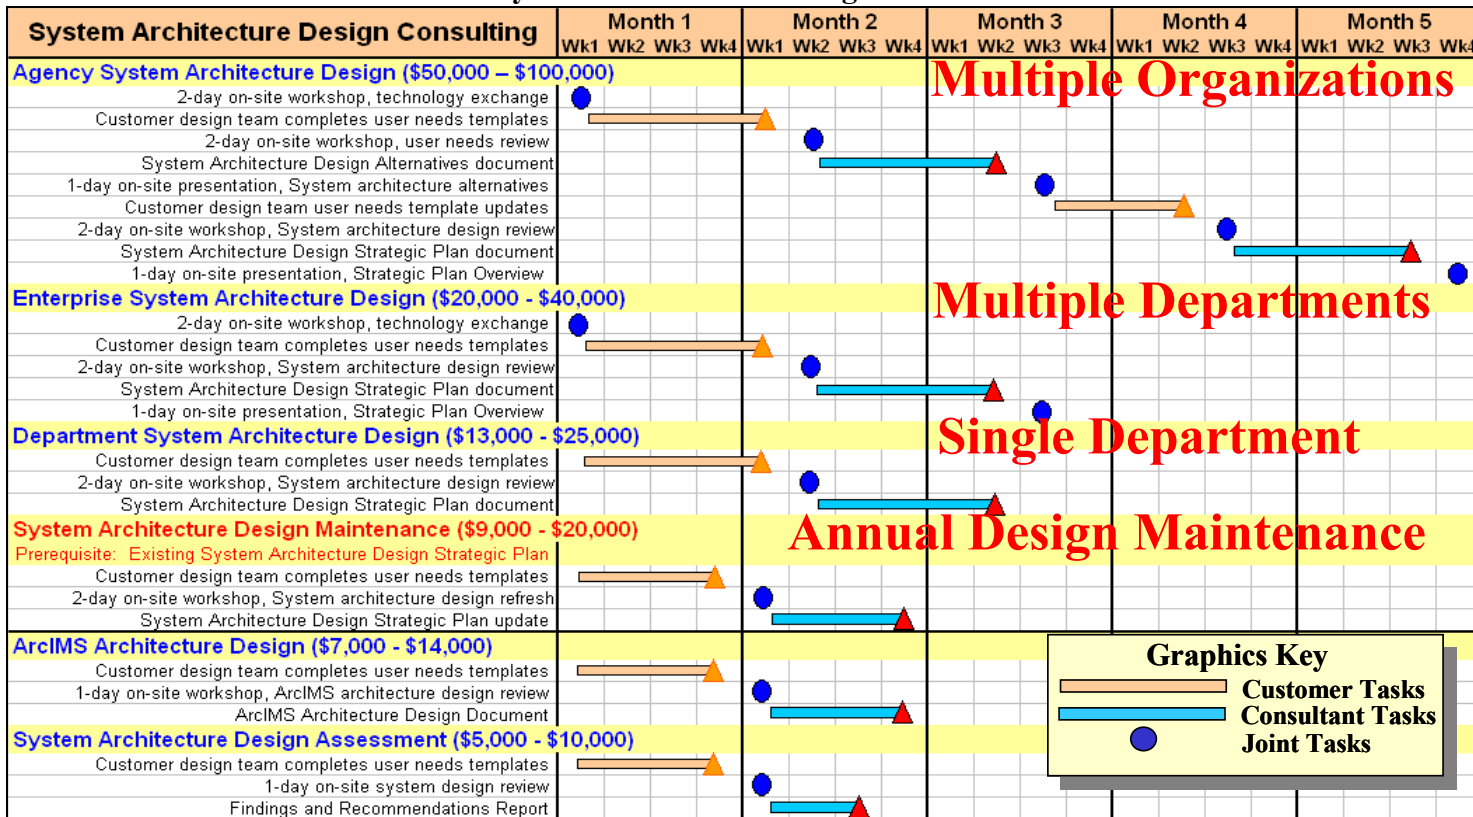 System Architecture Design Consulting
Month 1 Month 2 Month 3 Month 4 Month 5
Wk1 Wk2 Wk3 Wk4 Wk1 Wk2 Wk3 Wk4 Wk1 Wk2 Wk3 Wk4 Wk1 Wk2 Wk3 Wk4 Wk1 Wk2 Wk3 Wk4
Agency System Architecture Design ($50,000 – $100,000)
Multiple Organizations
2-day on-site workshop, technology exchange
Customer design team completes user needs templates
2-day on-site workshop, user needs review
System Architecture Design Alternatives document
1-day on-site presentation, System architecture alternatives
Customer design team user needs template updates
2-day on-site workshop, System architecture design review
System Architecture Design Strategic Plan document
1-day on-site presentation, Strategic Plan Overview
Enterprise System Architecture Design ($20,000 - $40,000)
Multiple Departments
2-day on-site workshop, technology exchange
Customer design team completes user needs templates
2-day on-site workshop, System architecture design review
System Architecture Design Strategic Plan document
1-day on-site presentation, Strategic Plan Overview
Department System Architecture Design ($13,000 - $25,000)
Single Department
Customer design team completes user needs templates
2-day on-site workshop, System architecture design review
System Architecture Design Strategic Plan document
System Architecture Design Maintenance ($9,000 - $20,000)
Annual Design Maintenance
Prerequisite: Existing System Architecture Design Strategic Plan
Customer design team completes user needs templates
2-day on-site workshop, System architecture design refresh
System Architecture Design Strategic Plan update
ArcIMS Architecture Design ($7,000 - $14,000)
Customer design team completes user needs templates
1-day on-site workshop, ArcIMS architecture design review
ArcIMS Architecture Design Document
System Architecture Design Assessment ($5,000 - $10,000)
Customer design team completes user needs templates
1-day on-site system design review
Findings and Recommendations Report
Graphics Key
Customer Tasks
Consultant Tasks
Joint Tasks